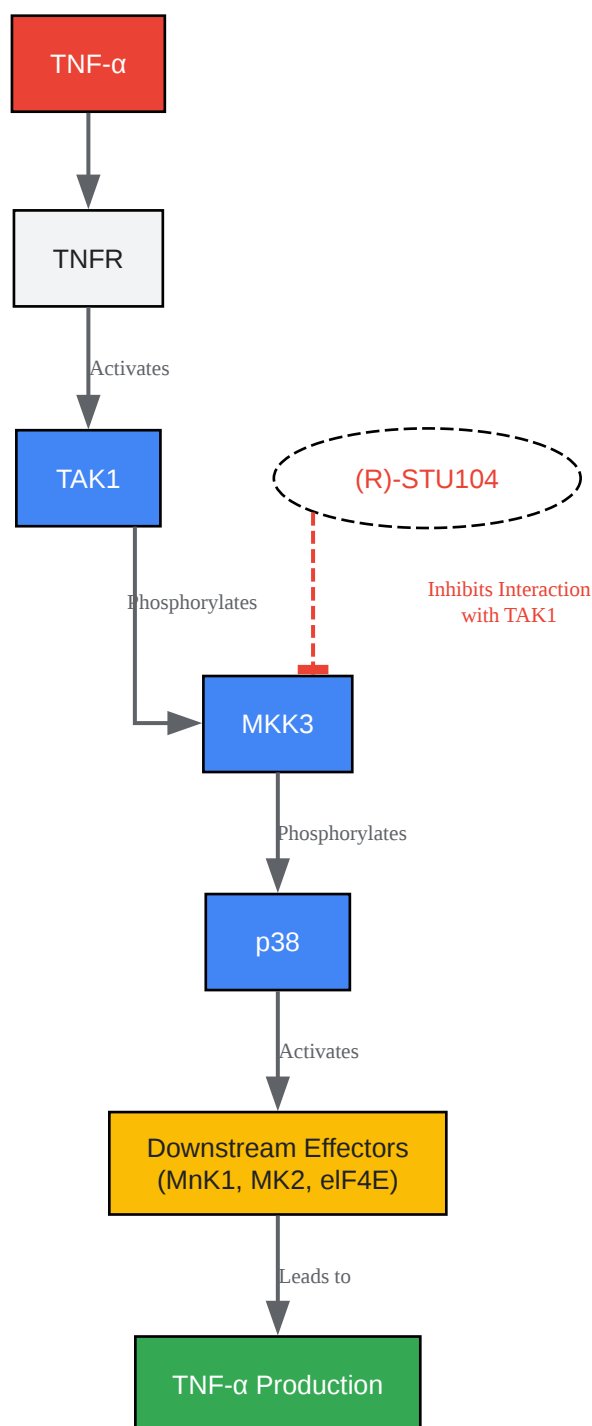 TNF-α
TNFR
Activates
TAK1
(R)-STU104
Phosphorylates
Inhibits Interaction
with TAK1
MKK3
Phosphorylates
p38
Activates
Downstream Effectors
(MnK1, MK2, elF4E)
Leads to
TNF-α Production